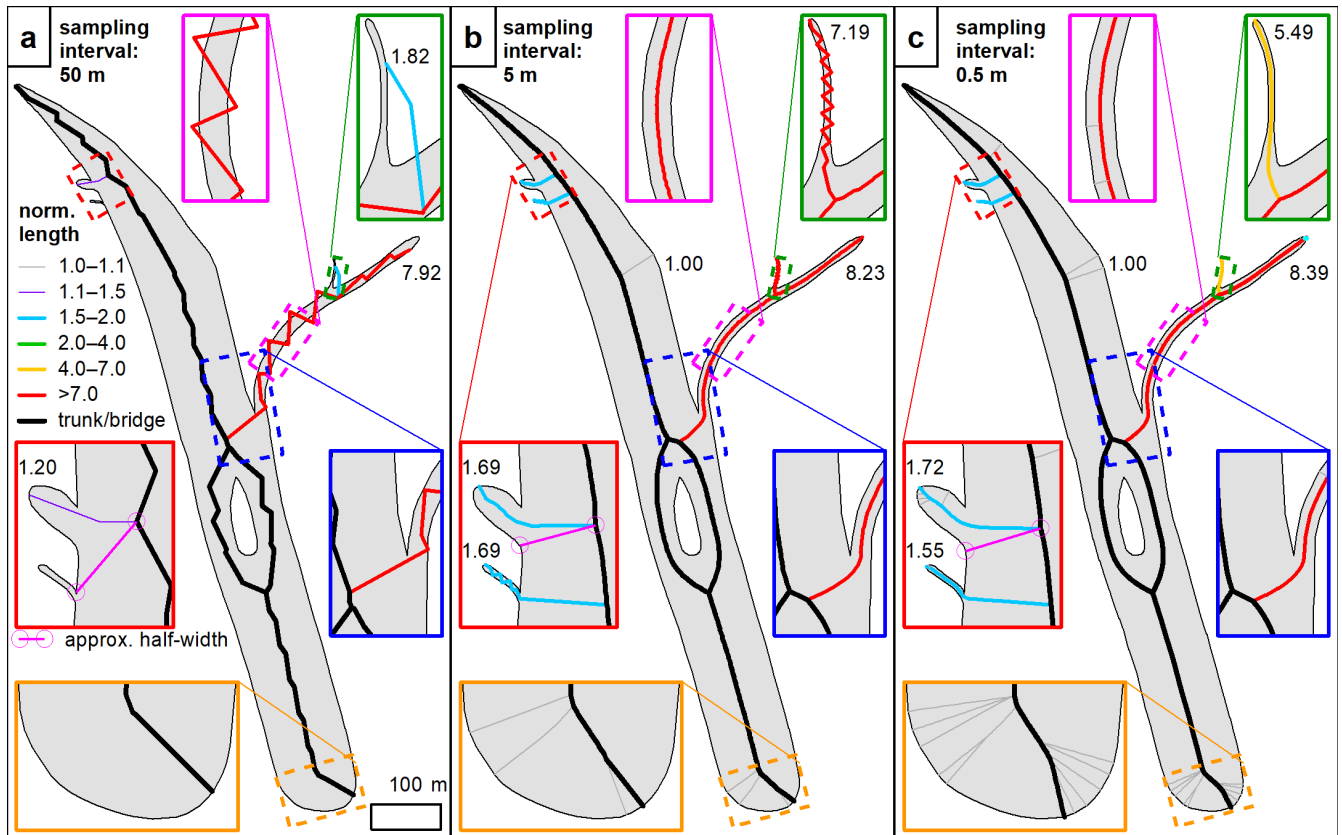 a
sampling
interval:
50 m
1.82
7.92
norm.
length
1.0–1.1
1.1–1.5
1.5–2.0
2.0–4.0
4.0–7.0
>7.0
trunk/bridge
1.20
approx. half-width
100 m
b
sampling
interval:
5 m
7.19
1.00
8.23
1.69
1.69
c
sampling
interval:
0.5 m
5.49
1.00
8.39
1.72
1.55